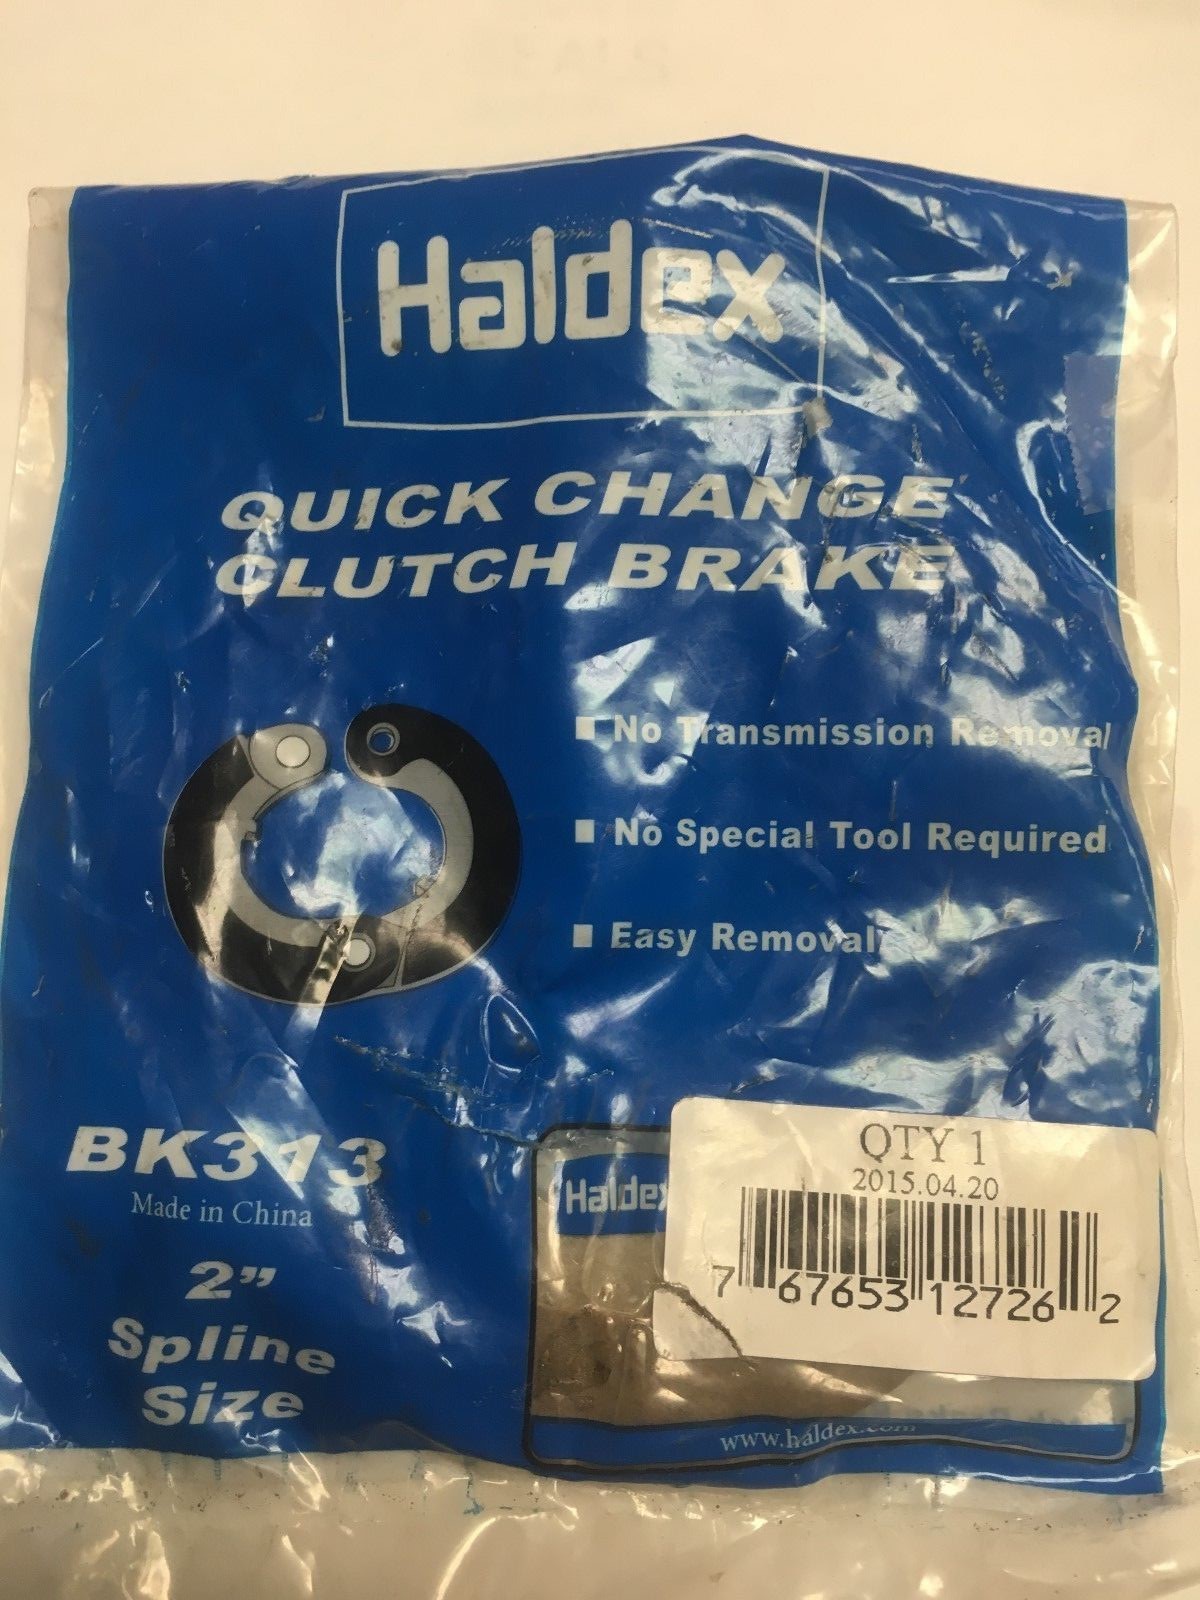 Haldex
QUICK CHANGE
CLUTCH BRAKE
■ No Transmission Removal
■ No Special Tool Required
■ Easy Removal
BK313
Made in China
2”
Spline
Size
Haldex
QTY 1
2015.04.20
7 67653 12726 2
www.haldex.com